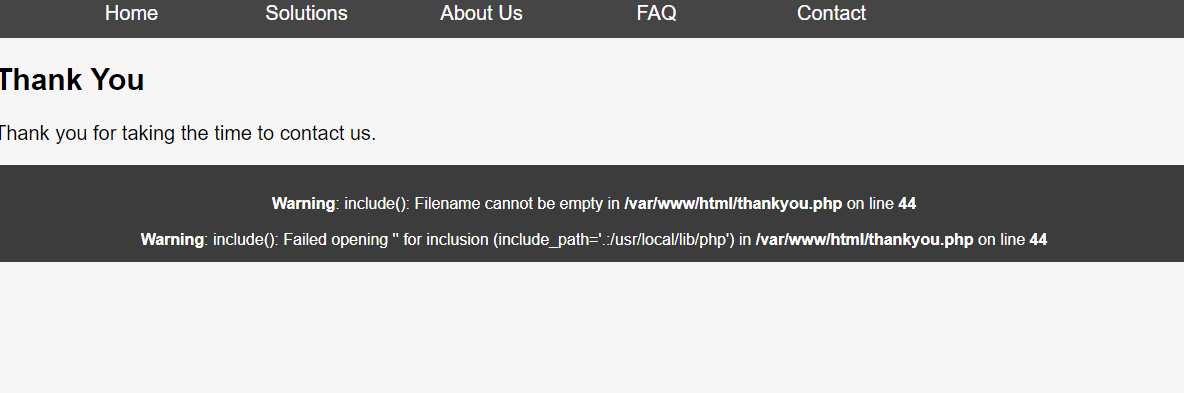 Home Solutions About Us FAQ Contact
Thank You
Thank you for taking the time to contact us.
Warning: include(): Filename cannot be empty in /var/www/html/thankyou.php on line 44
Warning: include(): Failed opening '' for inclusion (include_path='.:/usr/local/lib/php') in /var/www/html/thankyou.php on line 44